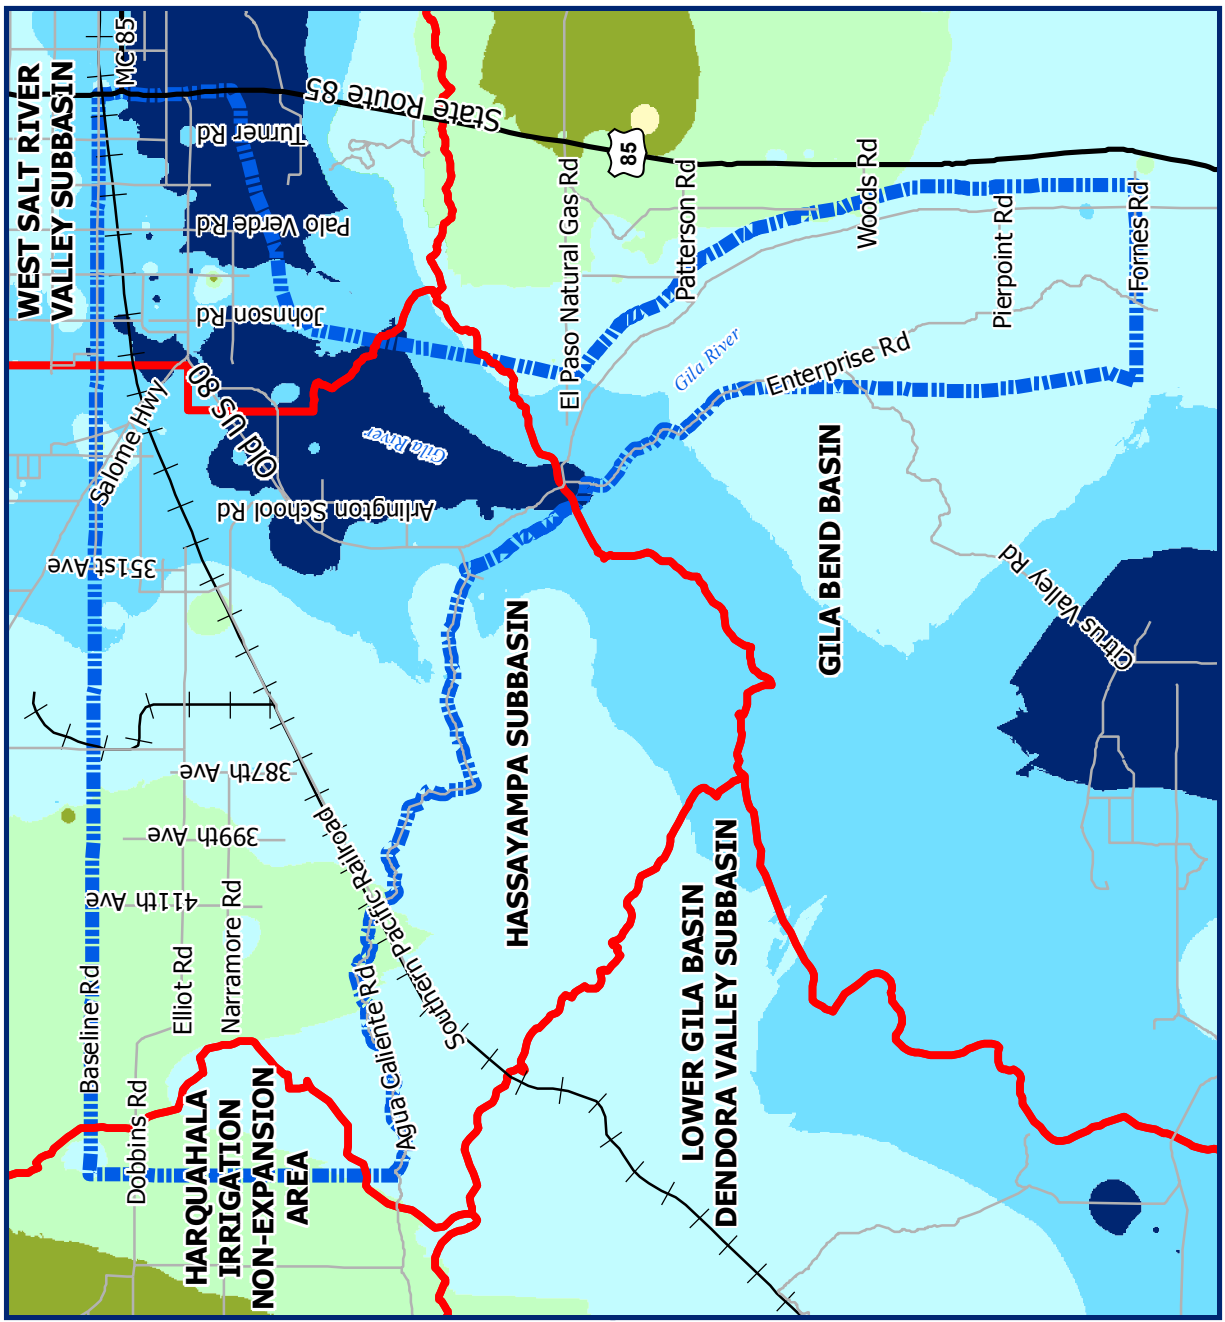 WEST SALT RIVER
VALLEY SUBBASIN
MC-85
State Route 85
85
Turner Rd
Palo Verde Rd
Johnson Rd
El Paso Natural Gas Rd
Patterson Rd
Woods Rd
Pierpoint Rd
Fornes Rd
Gila River
Enterprise Rd
Old US 80
Salome Hwy
Gila River
Arlington School Rd
351st Ave
GILA BEND BASIN
Citrus Valley Rd
HASSAYAMPA SUBBASIN
387th Ave
399th Ave
411th Ave
Southern Pacific Railroad
Baseline Rd
Elliot Rd
Narramore Rd
Agua Caliente Rd
Dobbins Rd
HARQUAHALA
IRRIGATION
NON-EXPANSION
AREA
LOWER GILA BASIN
DENDORA VALLEY SUBBASIN